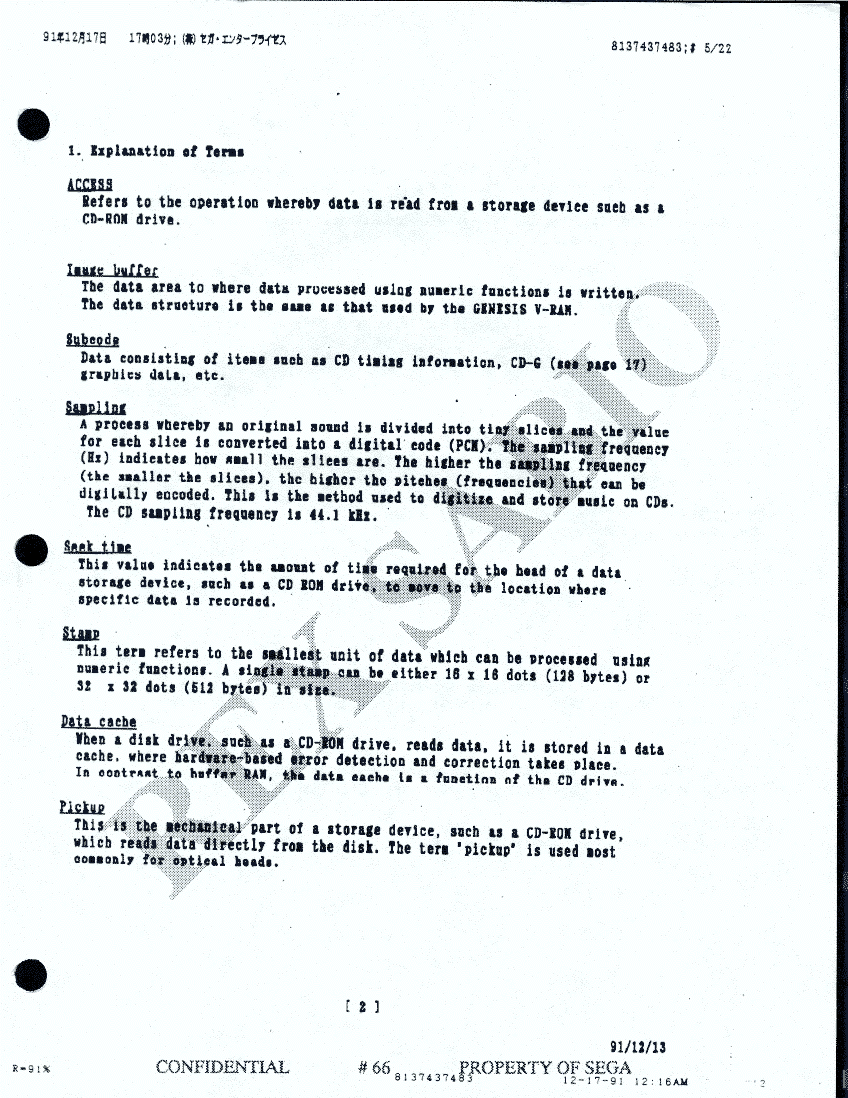 91年12月17日 17時03分; (株)セガ・エンタープライゼス
8137437483;# 5/22
1. Explanation of Terms
ACCESS
Refers to the operation whereby data is read from a storage device such as a
CD-ROM drive.
Image buffer
The data area to where data processed using numeric functions is written.
The data structure is the same as that used by the GENESIS V-RAM.
Subcode
Data consisting of items such as CD timing information, CD-G (see page 17)
graphics data, etc.
Sampling
A process whereby an original sound is divided into tiny slices and the value
for each slice is converted into a digital code (PCM). The sampling frequency
(Hz) indicates how small the slices are. The higher the sampling frequency
(the smaller the slices), the higher the pitches (frequencies) that can be
digitally encoded. This is the method used to digitize and store music on CDs.
The CD sampling frequency is 44.1 kHz.
Seek time
This value indicates the amount of time required for the head of a data
storage device, such as a CD ROM drive, to move to the location where
specific data is recorded.
Stamp
This term refers to the smallest unit of data which can be processed using
numeric functions. A single stamp can be either 16 x 16 dots (128 bytes) or
32 x 32 dots (512 bytes) in size.
Data cache
When a disk drive, such as a CD-ROM drive, reads data, it is stored in a data
cache, where hardware-based error detection and correction takes place.
In contrast to buffer RAM, the data cache is a function of the CD drive.
Pickup
This is the mechanical part of a storage device, such as a CD-ROM drive,
which reads data directly from the disk. The term "pickup" is used most
commonly for optical heads.
REX SABIO
[ 2 ]
91/12/13
R=91%
CONFIDENTIAL #66 PROPERTY OF SEGA
8137437483 12-17-91 12:16AM
2